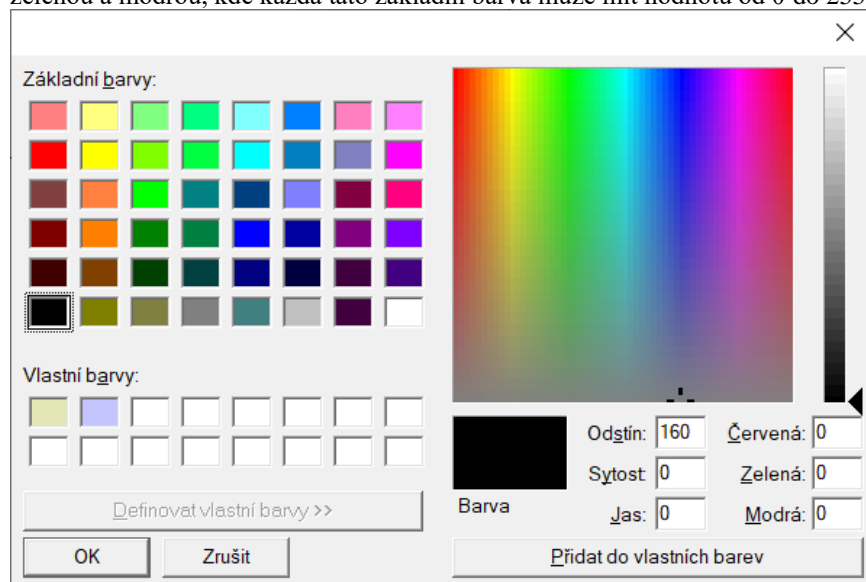 zelenou a modrou, kde každá tato základní barva může mít hodnotu od 0 do 255
Základní barvy:
Vlastní barvy:
Definovat vlastní barvy >>
OK Zrušit
Barva
Odstín: 160 Červená: 0
Sytost: 0 Zelená: 0
Jas: 0 Modrá: 0
Přidat do vlastních barev